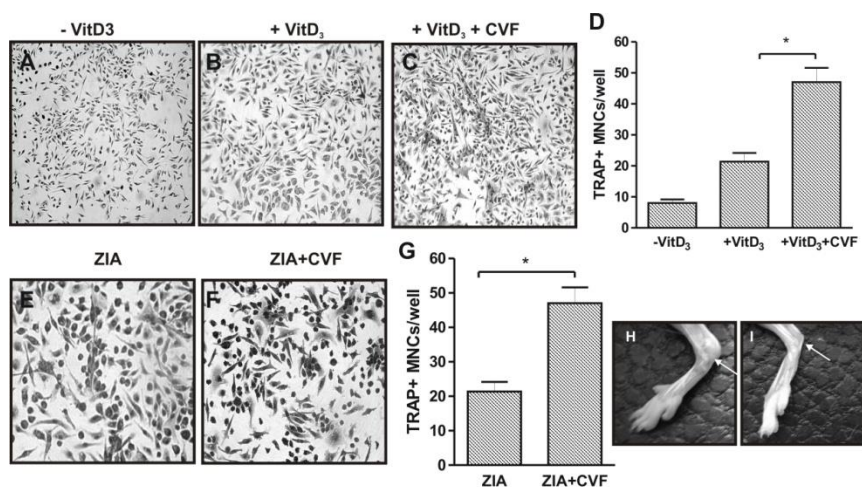 - VitD3
+ VitD₃
+ VitD₃ + CVF
A
B
C
D
TRAP+ MNCs/well
60
50
40
30
20
10
0
*
-VitD₃
+VitD₃
+VitD₃+CVF
ZIA
ZIA+CVF
E
F
G
TRAP+ MNCs/well
60
50
40
30
20
10
0
*
ZIA
ZIA+CVF
H
I